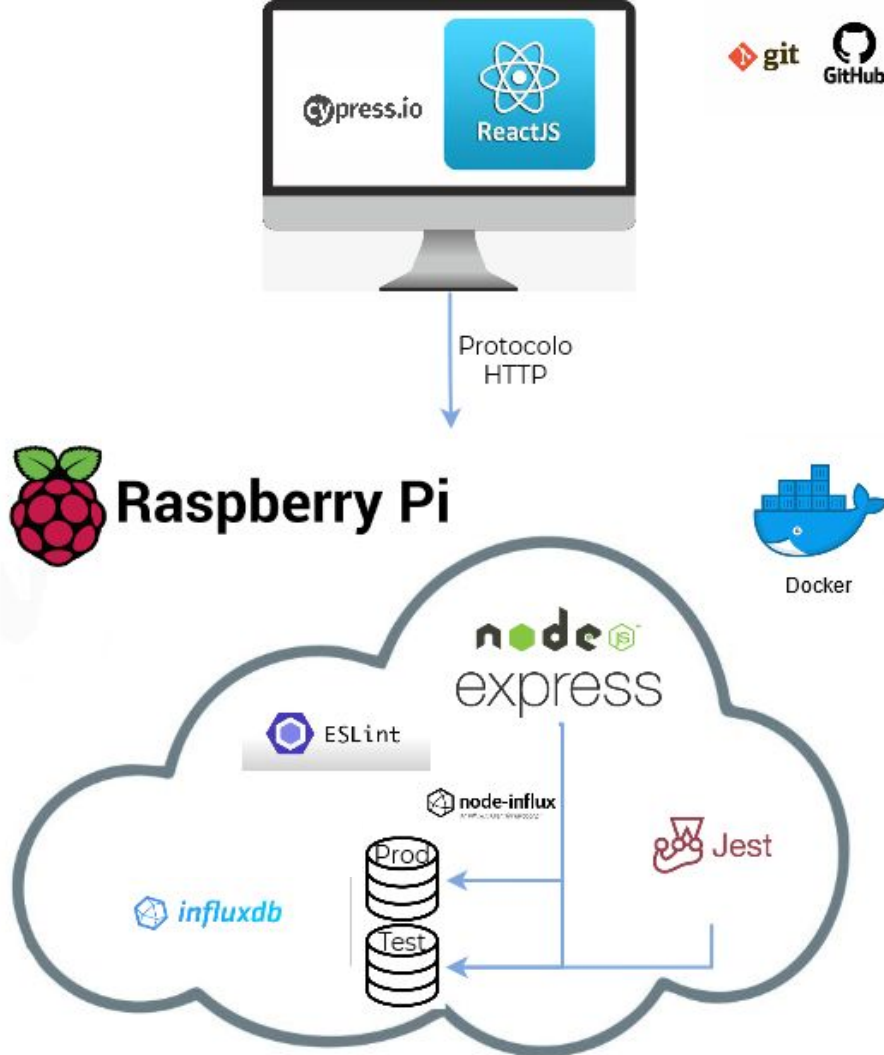 cypress.io
ReactJS
git
GitHub
Protocolo
HTTP
Raspberry Pi
Docker
node
JS
express
ESLint
node-influx
Prod
Jest
influxdb
Test